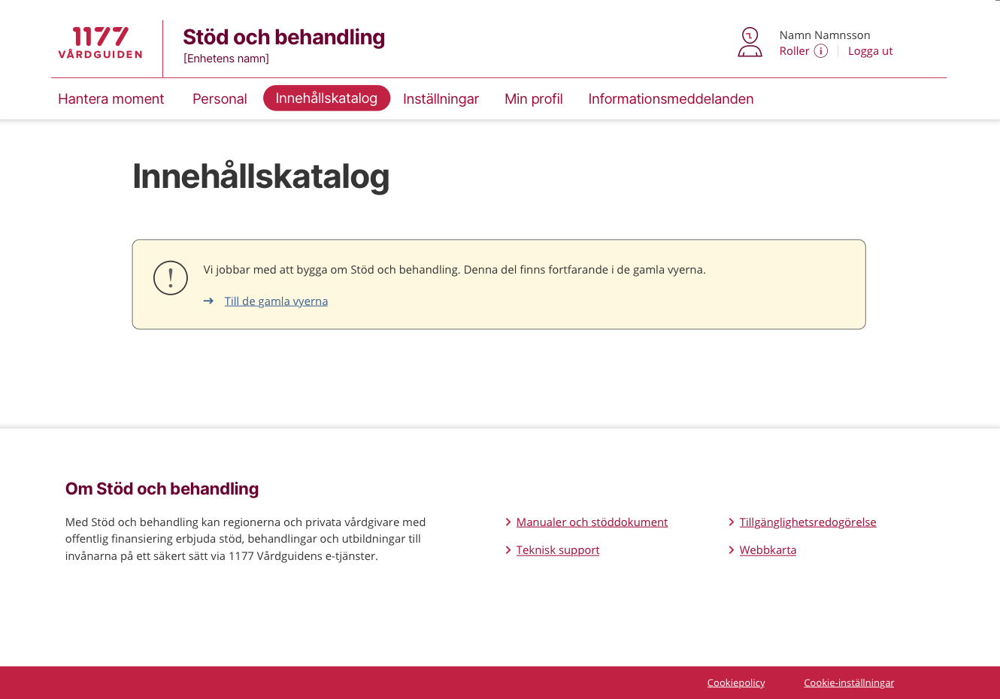 1177
VÅRDGUIDEN
Stöd och behandling
[Enhetens namn]
Namn Namnsson
Roller i Logga ut
Hantera moment Personal Innehållskatalog Inställningar Min profil Informationsmeddelanden
Innehållskatalog
! Vi jobbar med att bygga om Stöd och behandling. Denna del finns fortfarande i de gamla vyerna.
→ Till de gamla vyerna
Om Stöd och behandling
Med Stöd och behandling kan regionerna och privata vårdgivare med
offentlig finansiering erbjuda stöd, behandlingar och utbildningar till
invånarna på ett säkert sätt via 1177 Vårdguidens e-tjänster.
Manualer och stöddokument
Teknisk support
Tillgänglighetsredogörelse
Webbkarta
Cookiepolicy Cookie-inställningar